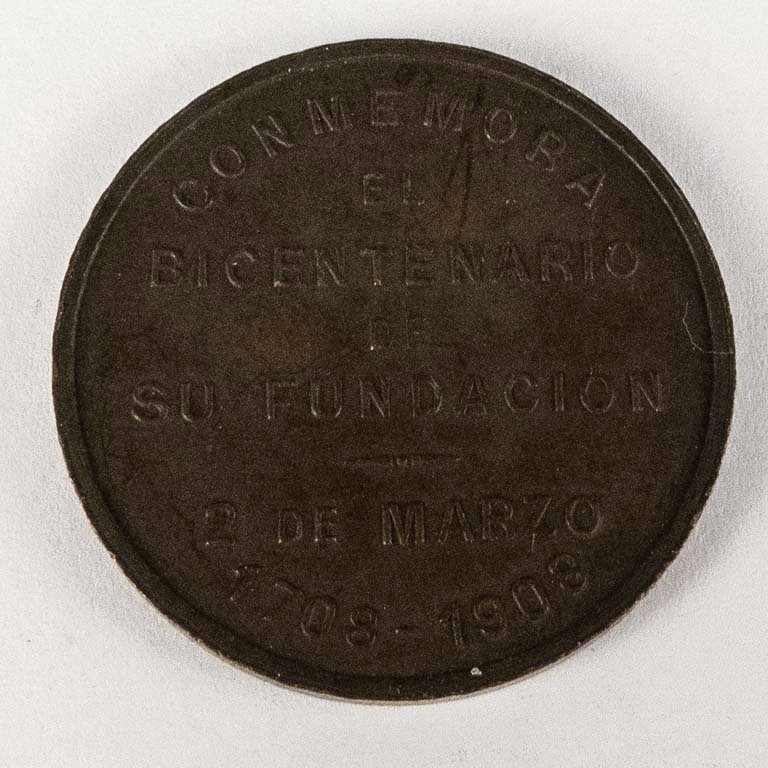 CONMEMORA
EL
BICENTENARIO
DE
SU FUNDACION
2 DE MARZO
1708-1908